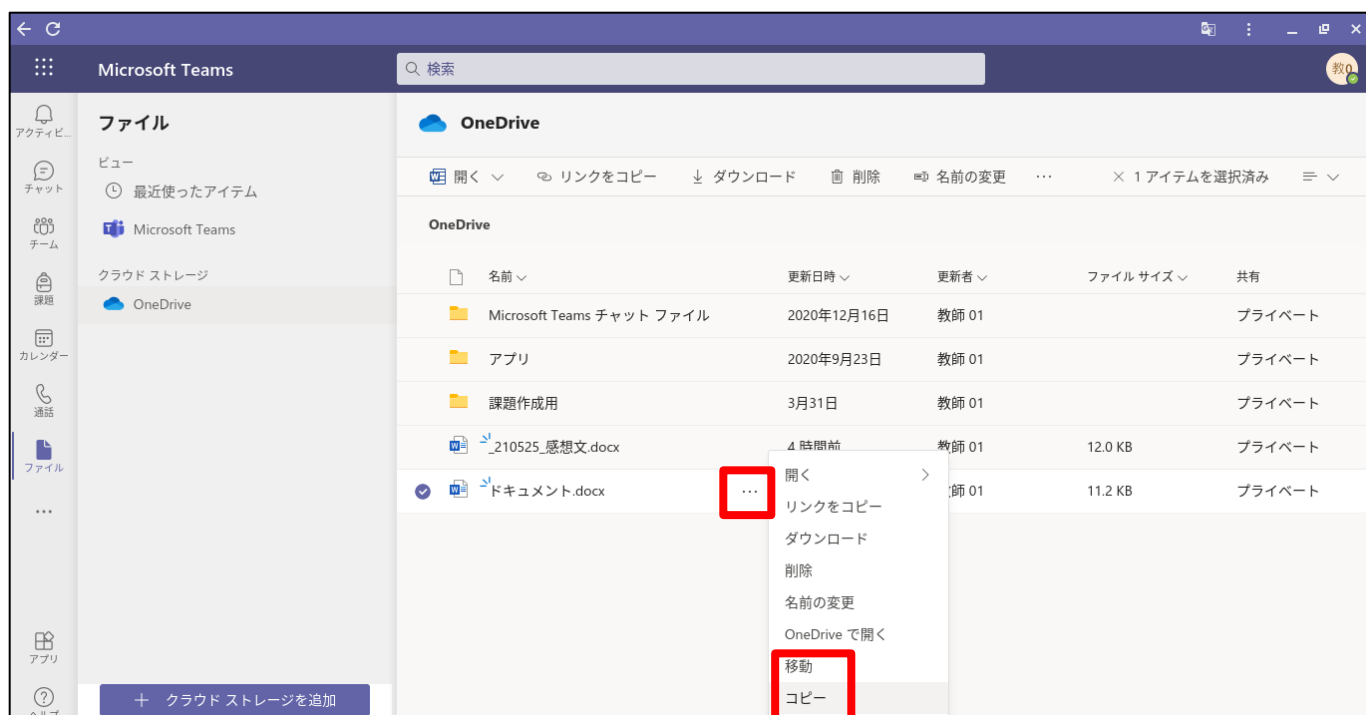 Microsoft Teams
検索
教0
アクティビ...
チャット
チーム
課題
カレンダー
通話
ファイル
アプリ
ヘルプ
ファイル
ビュー
最近使ったアイテム
Microsoft Teams
クラウド ストレージ
OneDrive
＋ クラウド ストレージを追加
OneDrive
開く リンクをコピー ダウンロード 削除 名前の変更 ... × 1 アイテムを選択済み
OneDrive
名前 更新日時 更新者 ファイル サイズ 共有
Microsoft Teams チャット ファイル 2020年12月16日 教師 01 プライベート
アプリ 2020年9月23日 教師 01 プライベート
課題作成用 3月31日 教師 01 プライベート
_210525_感想文.docx 4 時間前 教師 01 12.0 KB プライベート
ドキュメント.docx ... 師 01 11.2 KB プライベート
開く
リンクをコピー
ダウンロード
削除
名前の変更
OneDrive で開く
移動
コピー